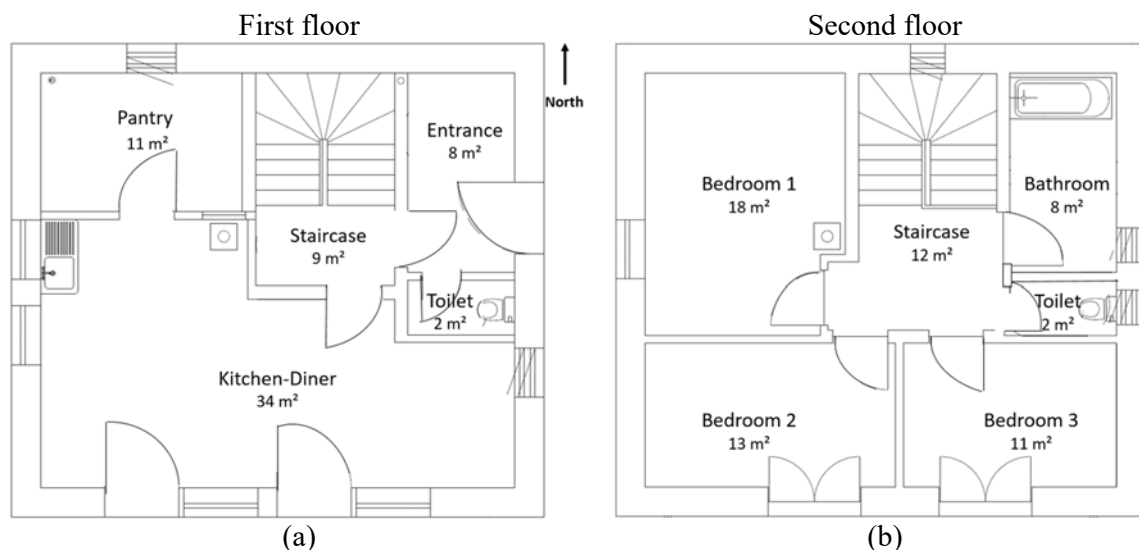 First floor
Second floor
North
Pantry
11 m²
Entrance
8 m²
Staircase
9 m²
Toilet
2 m²
Kitchen-Diner
34 m²
Bedroom 1
18 m²
Bathroom
8 m²
Staircase
12 m²
Toilet
2 m²
Bedroom 2
13 m²
Bedroom 3
11 m²
(a)
(b)